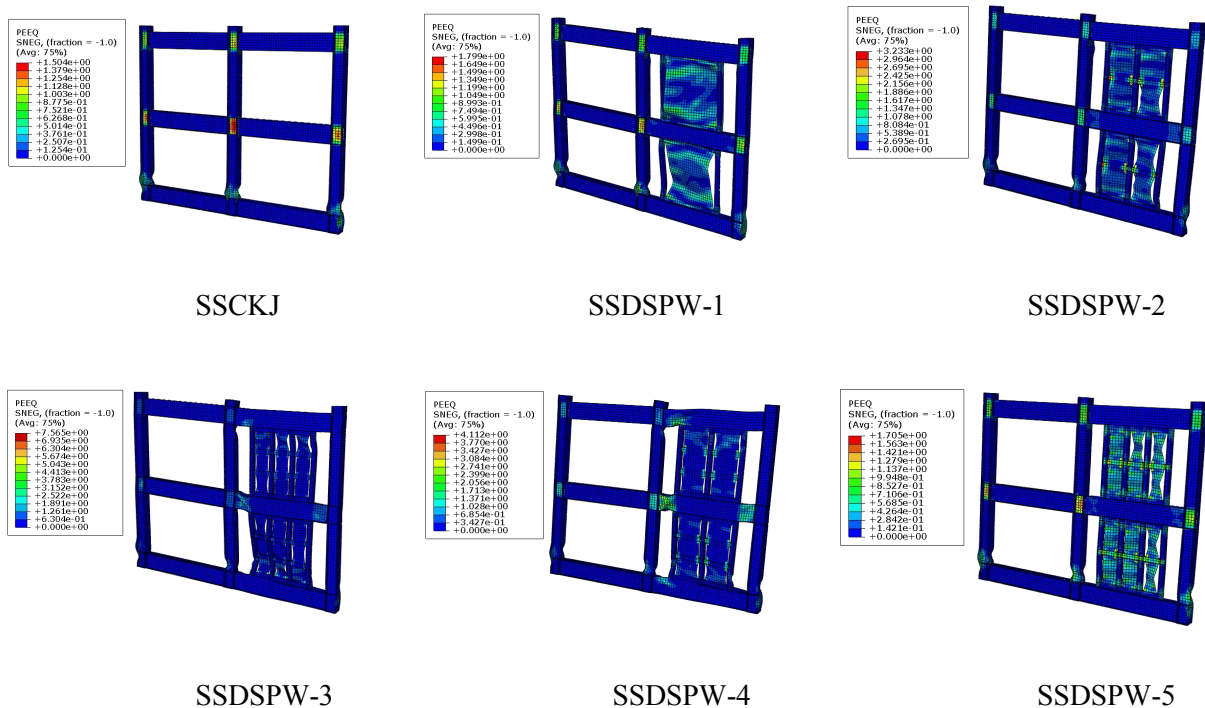 PEEQ
SNEG, (fraction = -1.0)
(Avg: 75%)
+1.504e+00
+1.379e+00
+1.254e+00
+1.128e+00
+1.003e+00
+8.775e-01
+7.521e-01
+6.268e-01
+5.014e-01
+3.761e-01
+2.507e-01
+1.254e-01
+0.000e+00
SSCKJ
PEEQ
SNEG, (fraction = -1.0)
(Avg: 75%)
+1.799e+00
+1.649e+00
+1.499e+00
+1.349e+00
+1.199e+00
+1.049e+00
+8.993e-01
+7.494e-01
+5.995e-01
+4.496e-01
+2.998e-01
+1.499e-01
+0.000e+00
SSDSPW-1
PEEQ
SNEG, (fraction = -1.0)
(Avg: 75%)
+3.233e+00
+2.964e+00
+2.695e+00
+2.425e+00
+2.156e+00
+1.886e+00
+1.617e+00
+1.347e+00
+1.078e+00
+8.084e-01
+5.389e-01
+2.695e-01
+0.000e+00
SSDSPW-2
PEEQ
SNEG, (fraction = -1.0)
(Avg: 75%)
+7.565e+00
+6.935e+00
+6.304e+00
+5.674e+00
+5.043e+00
+4.413e+00
+3.783e+00
+3.152e+00
+2.522e+00
+1.891e+00
+1.261e+00
+6.304e-01
+0.000e+00
SSDSPW-3
PEEQ
SNEG, (fraction = -1.0)
(Avg: 75%)
+4.112e+00
+3.770e+00
+3.427e+00
+3.084e+00
+2.741e+00
+2.399e+00
+2.056e+00
+1.713e+00
+1.371e+00
+1.028e+00
+6.854e-01
+3.427e-01
+0.000e+00
SSDSPW-4
PEEQ
SNEG, (fraction = -1.0)
(Avg: 75%)
+1.705e+00
+1.563e+00
+1.421e+00
+1.279e+00
+1.137e+00
+9.948e-01
+8.527e-01
+7.106e-01
+5.685e-01
+4.264e-01
+2.842e-01
+1.421e-01
+0.000e+00
SSDSPW-5